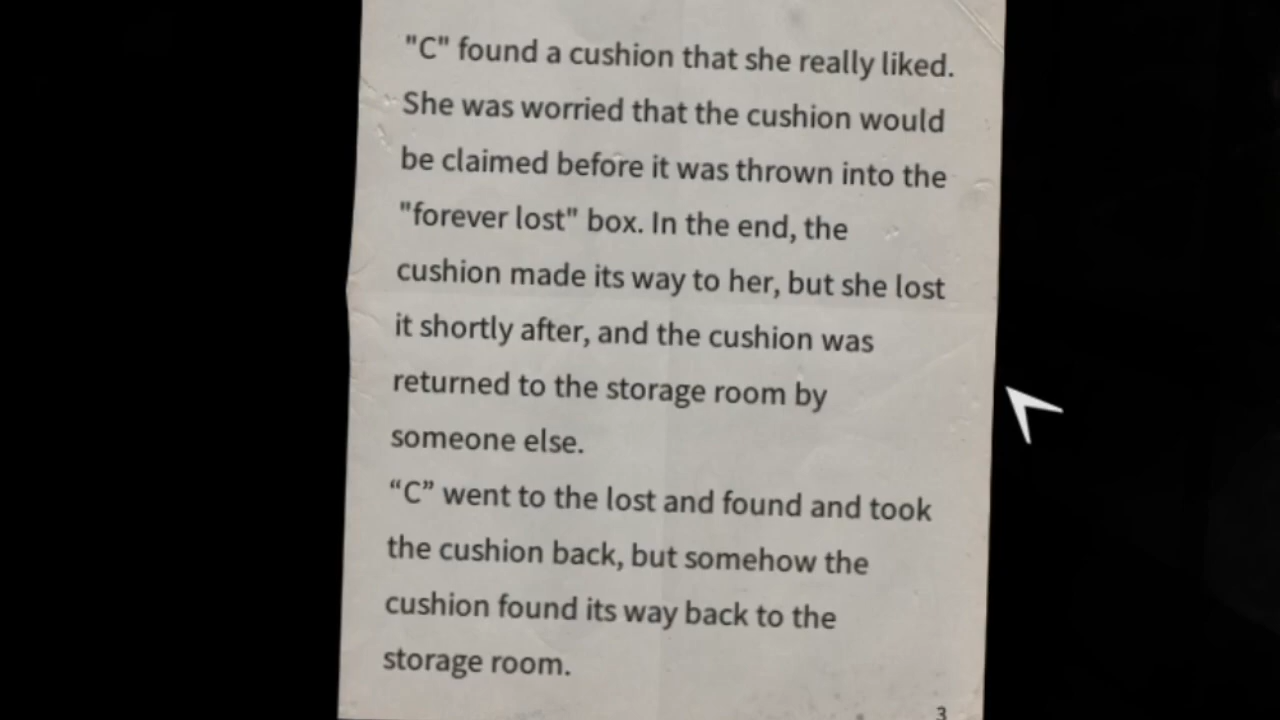 "C" found a cushion that she really liked.
She was worried that the cushion would
be claimed before it was thrown into the
"forever lost" box. In the end, the
cushion made its way to her, but she lost
it shortly after, and the cushion was
returned to the storage room by
someone else.
“C” went to the lost and found and took
the cushion back, but somehow the
cushion found its way back to the
storage room.
3